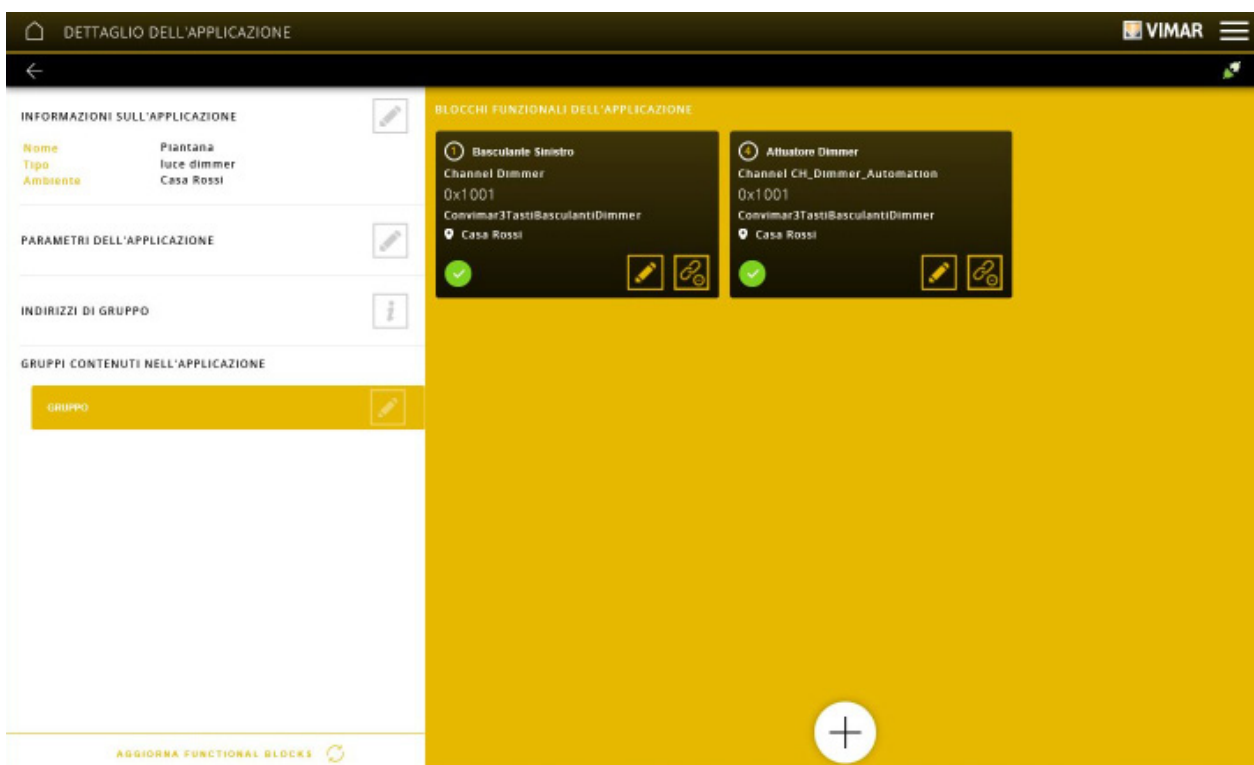 DETTAGLIO DELL'APPLICAZIONE
VIMAR
INFORMAZIONI SULL'APPLICAZIONE
Nome Piantana
Tipo luce dimmer
Ambiente Casa Rossi
PARAMETRI DELL'APPLICAZIONE
INDIRIZZI DI GRUPPO
GRUPPI CONTENUTI NELL'APPLICAZIONE
GRUPPO
AGGIORNA FUNCTIONAL BLOCKS
BLOCCHI FUNZIONALI DELL'APPLICAZIONE
1 Basculante Sinistro
Channel Dimmer
0x1001
Convimar3TastiBasculantiDimmer
Casa Rossi
4 Attuatore Dimmer
Channel CH_Dimmer_Automation
0x1001
Convimar3TastiBasculantiDimmer
Casa Rossi